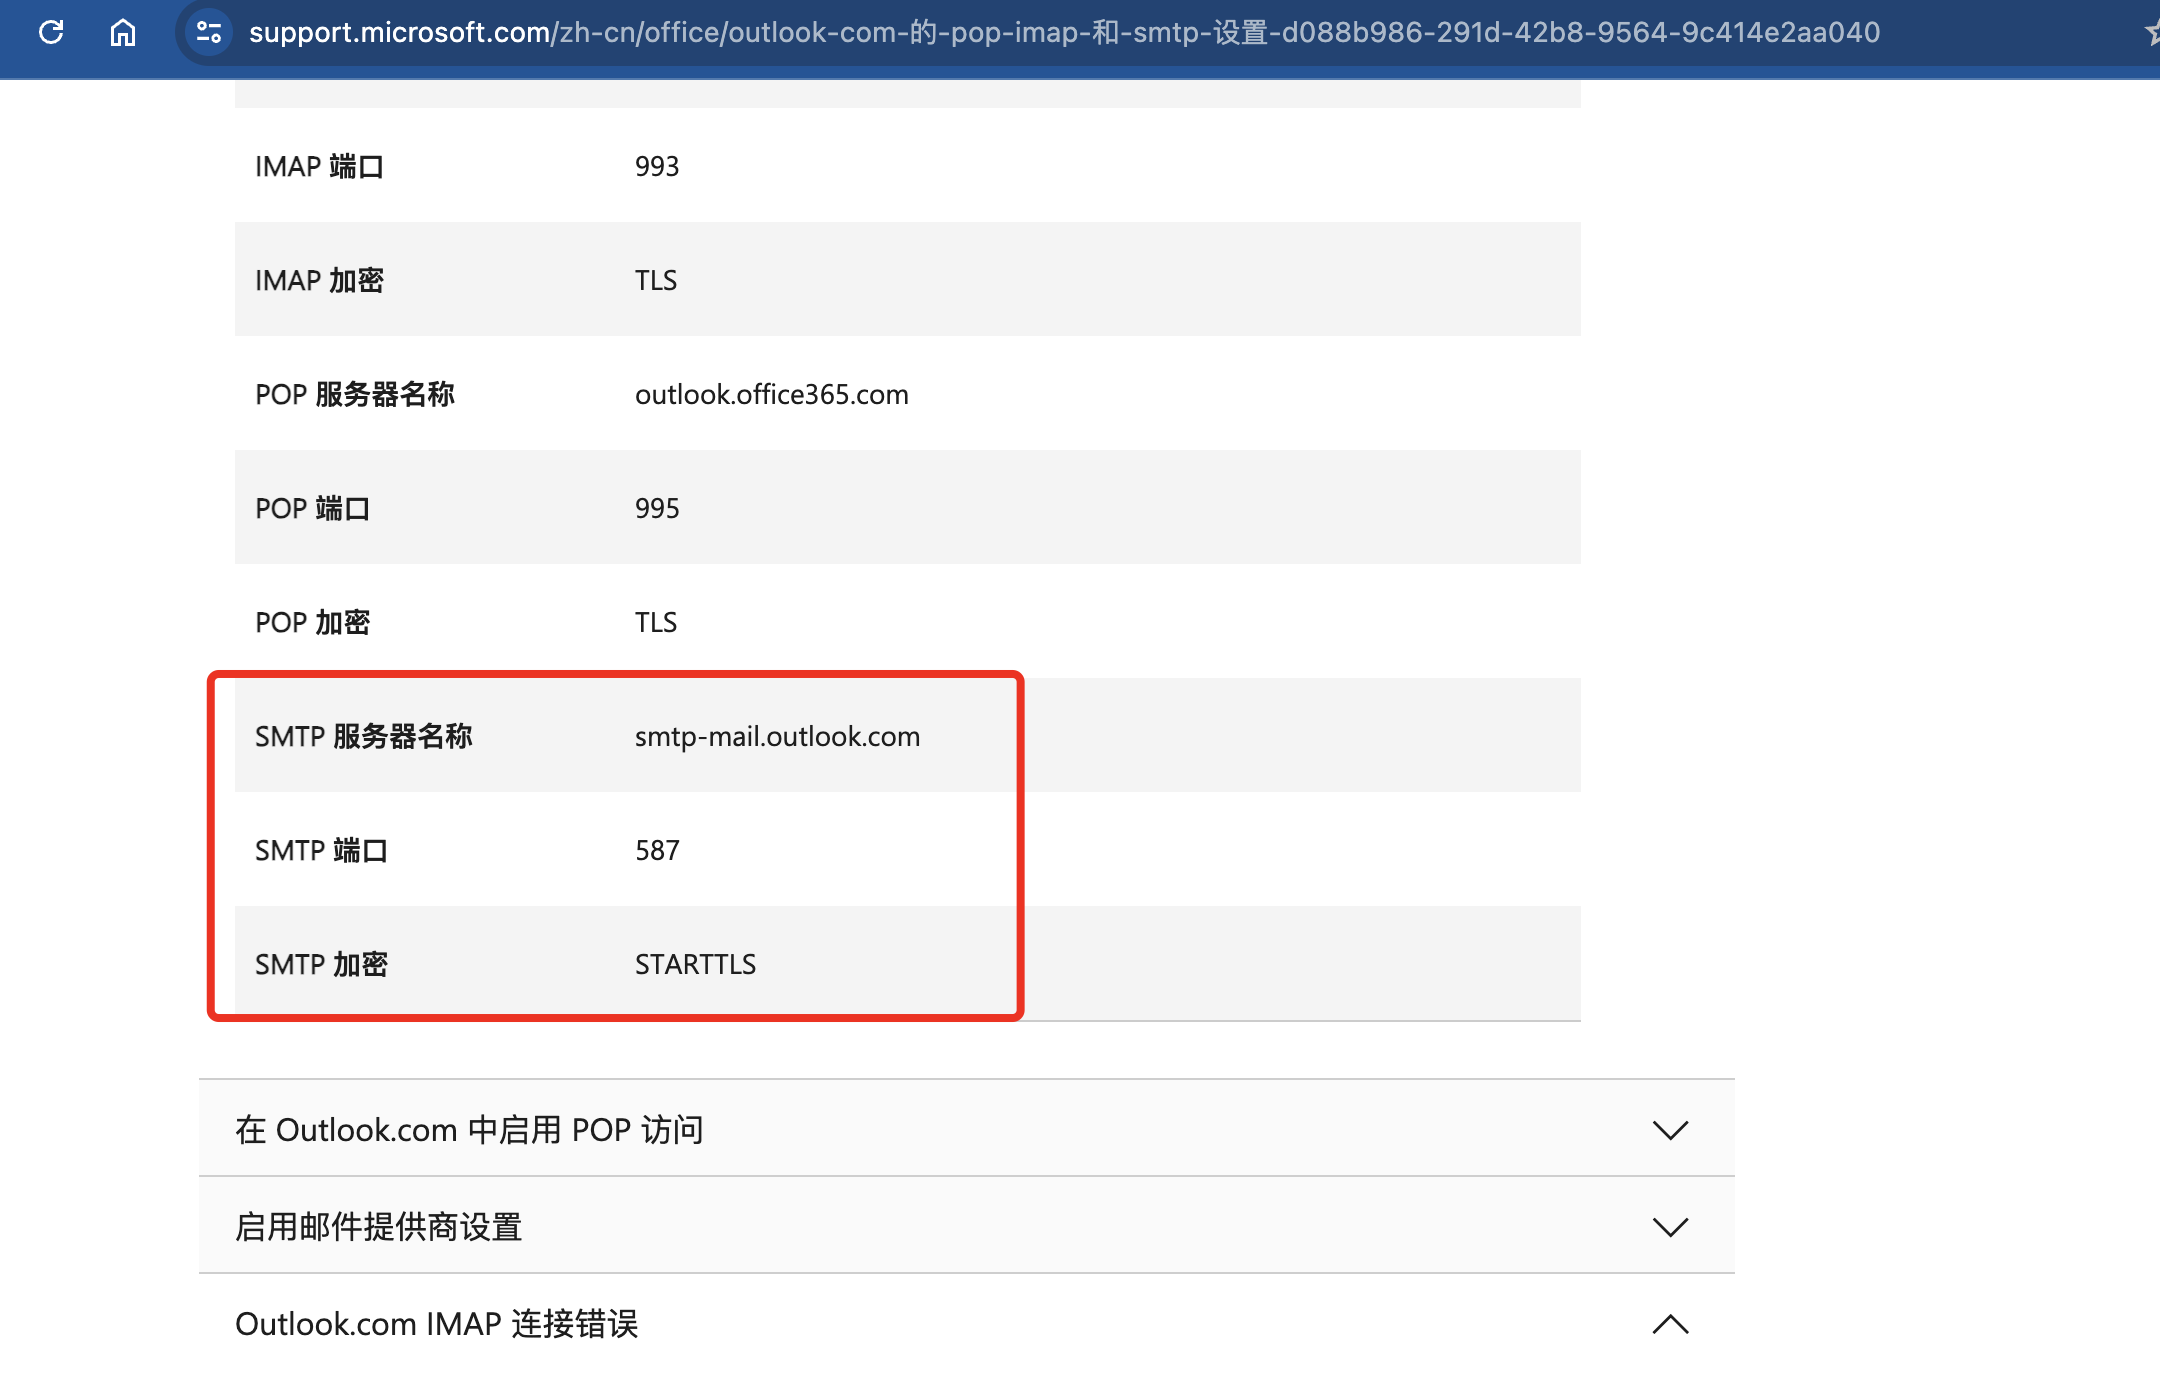 support.microsoft.com/zh-cn/office/outlook-com-的-pop-imap-和-smtp-设置-d088b986-291d-42b8-9564-9c414e2aa040
IMAP 端口 993
IMAP 加密 TLS
POP 服务器名称 outlook.office365.com
POP 端口 995
POP 加密 TLS
SMTP 服务器名称 smtp-mail.outlook.com
SMTP 端口 587
SMTP 加密 STARTTLS
在 Outlook.com 中启用 POP 访问
启用邮件提供商设置
Outlook.com IMAP 连接错误